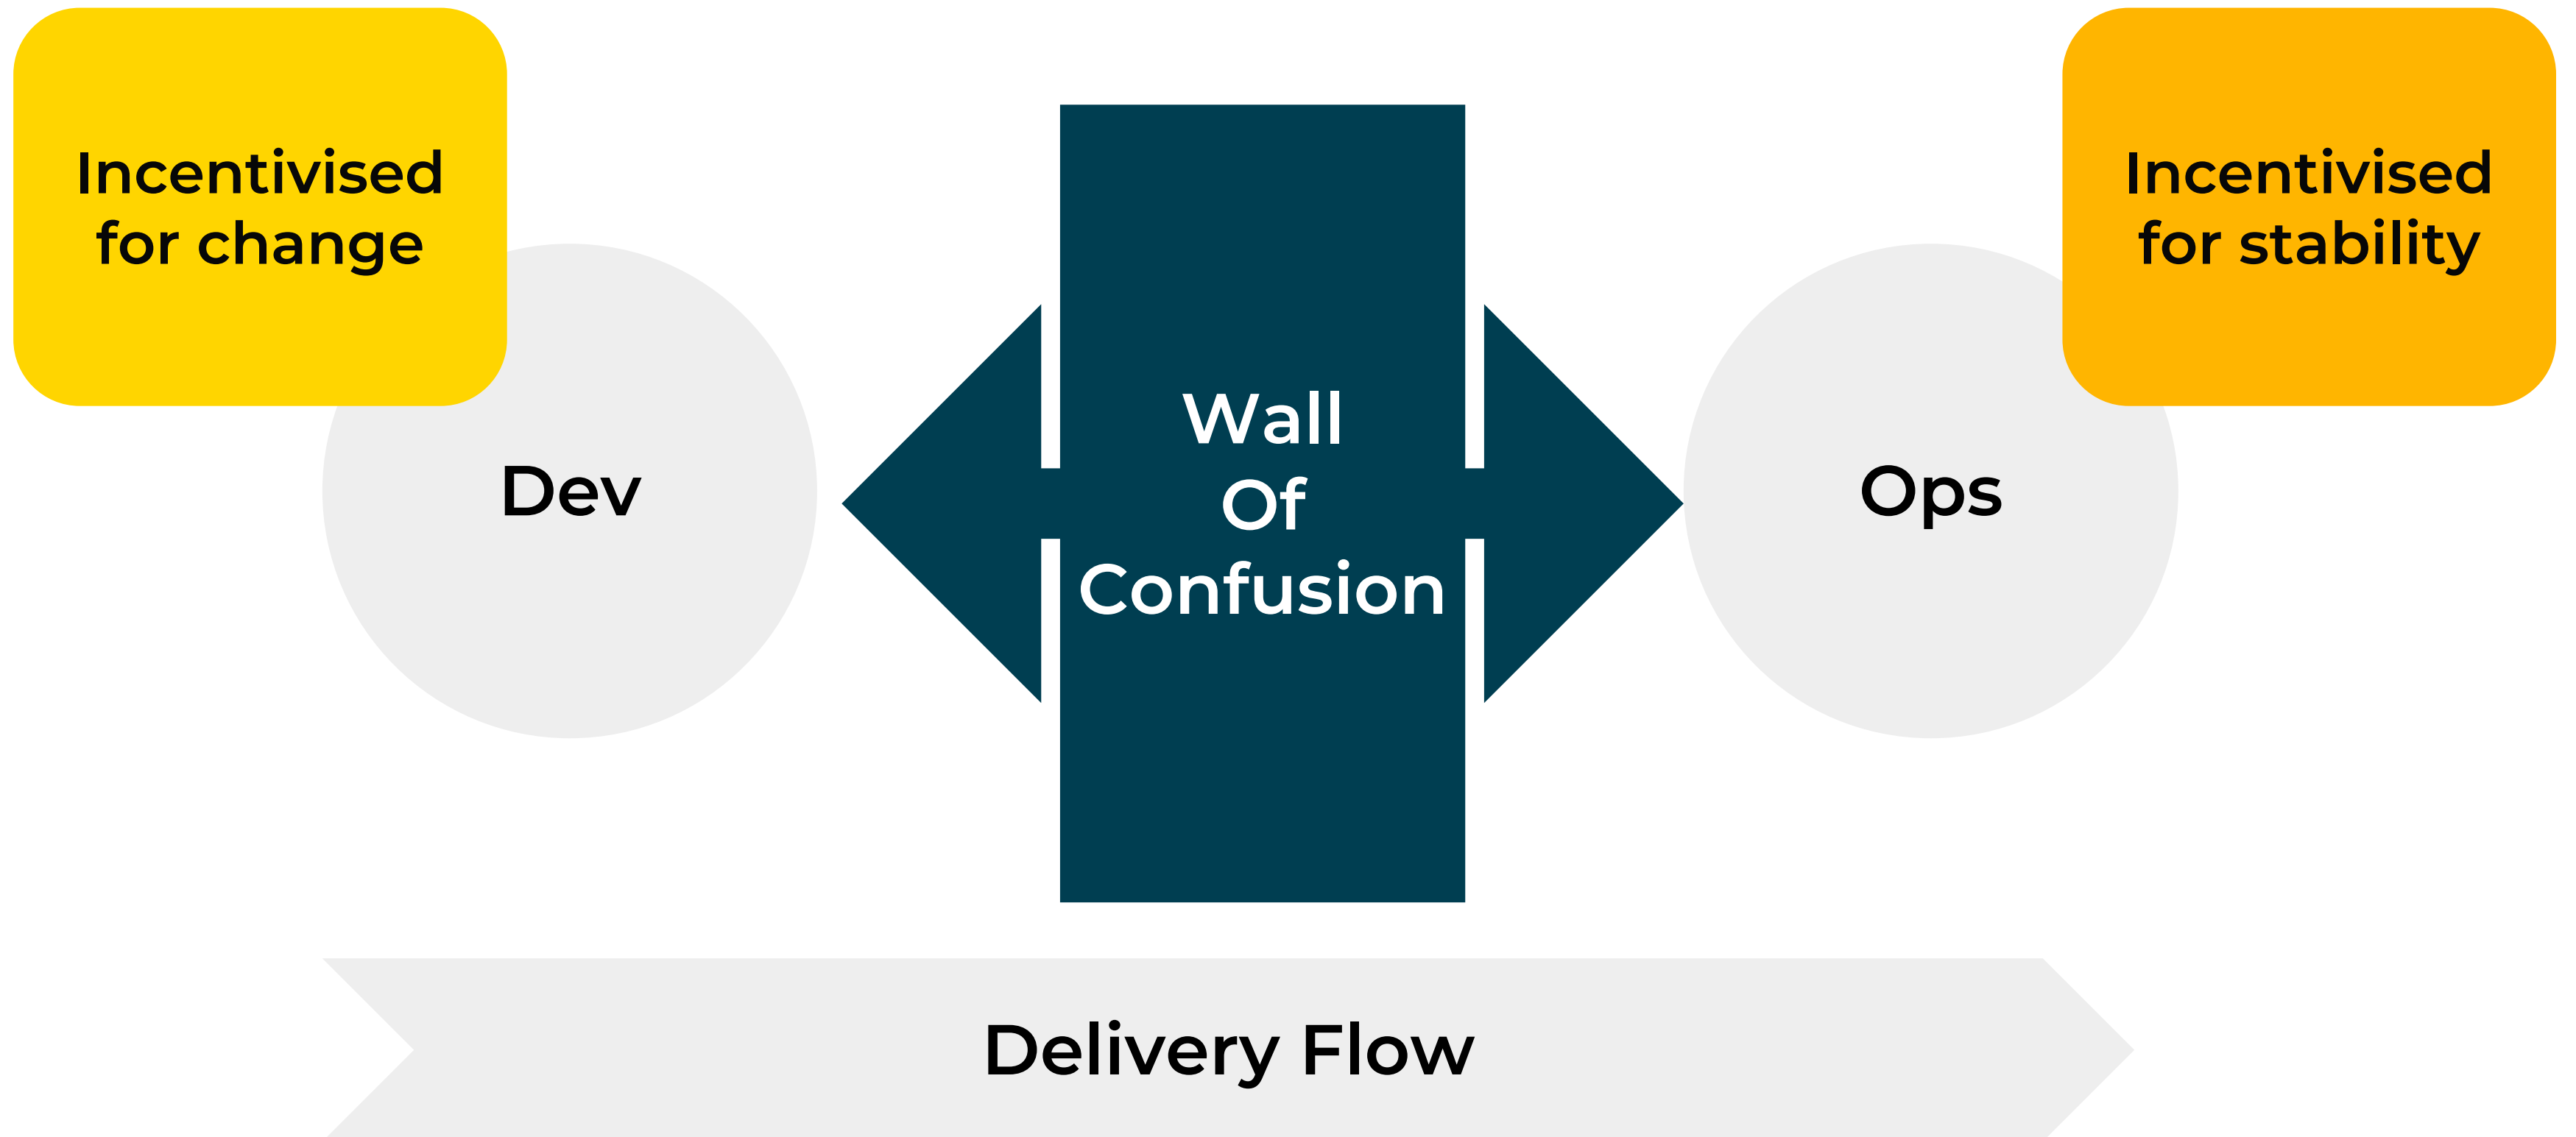 Incentivised
for change
Dev
Wall
Of
Confusion
Incentivised
for stability
Ops
Delivery Flow